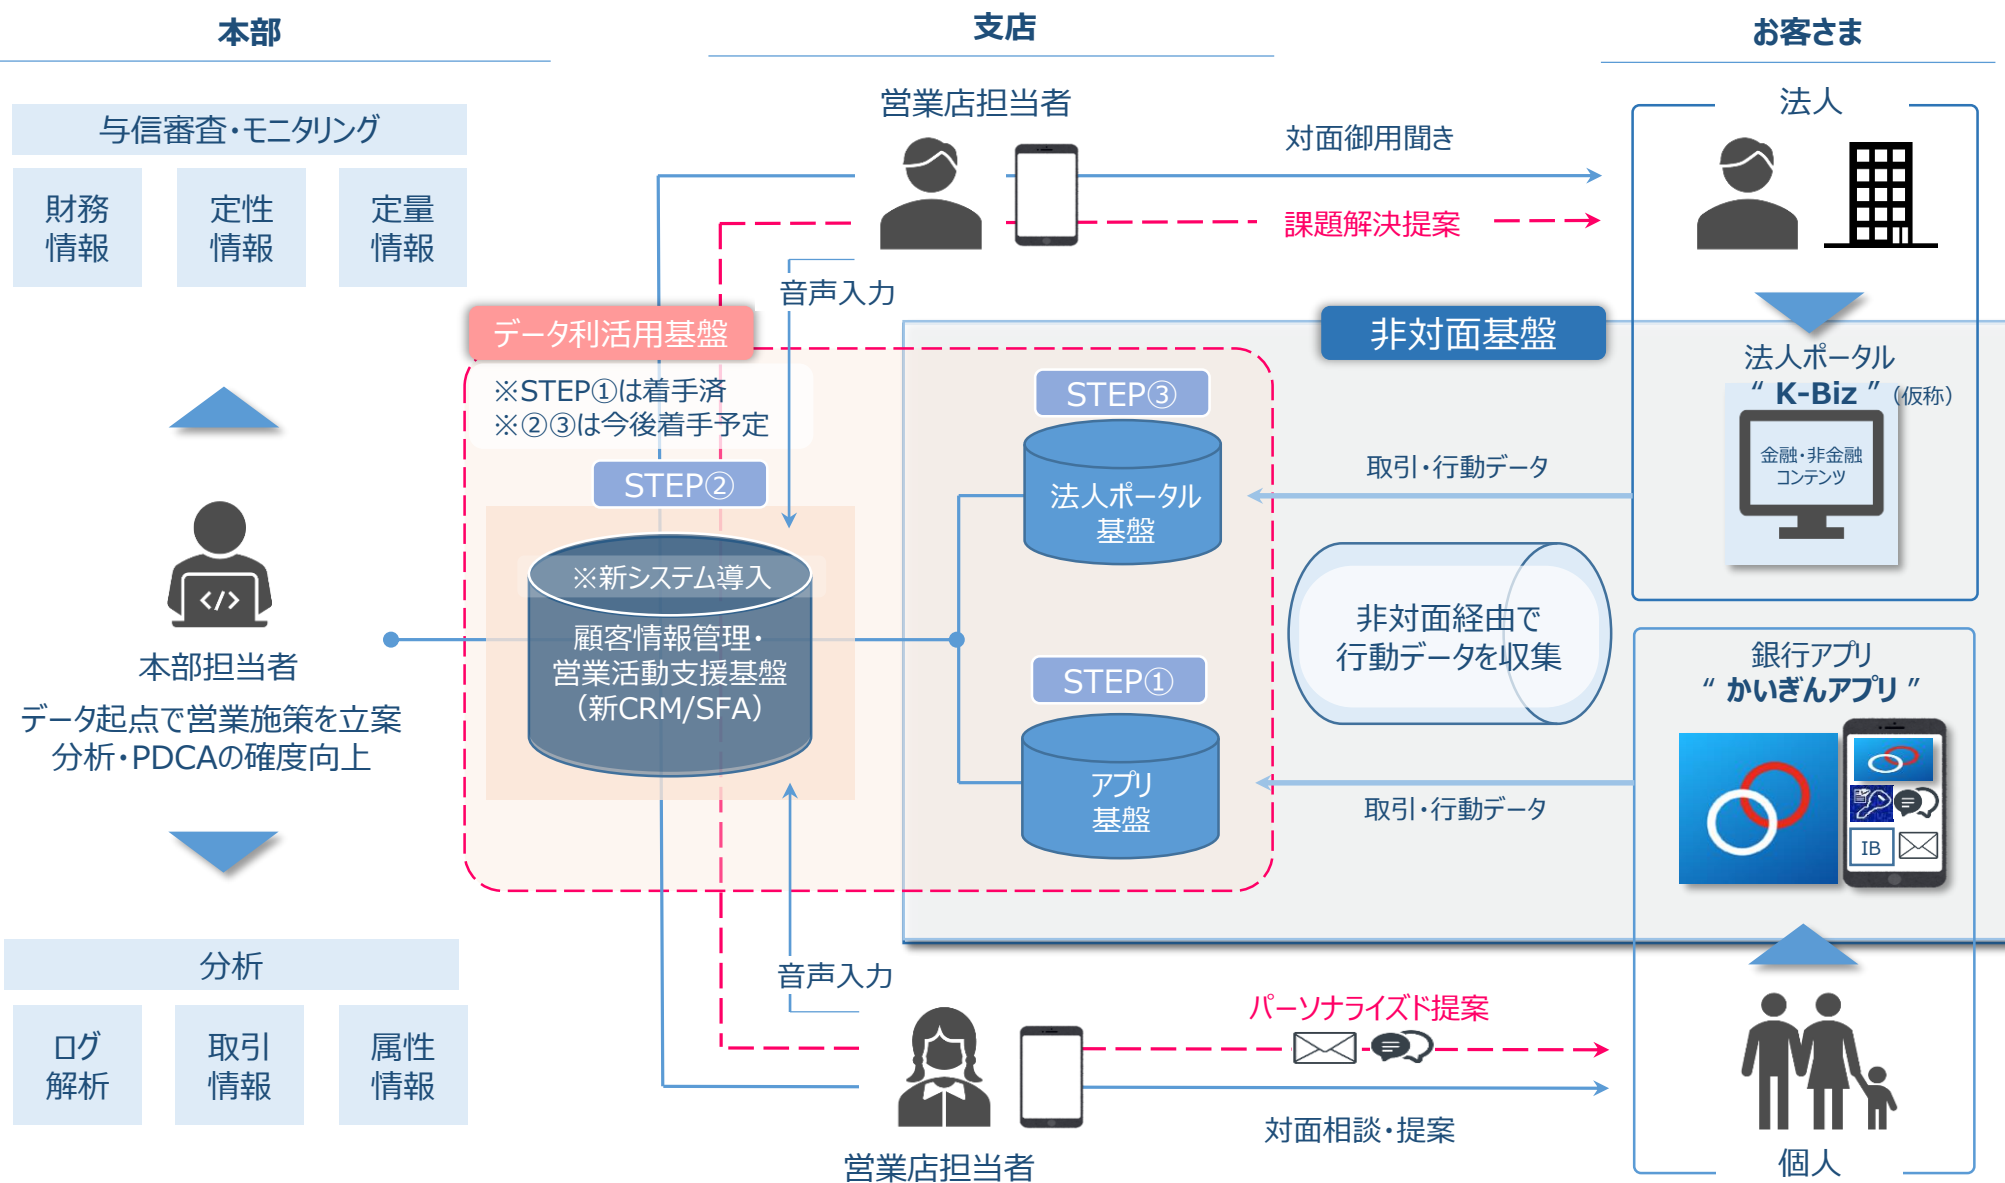 本部
支店
お客さま
与信審査・モニタリング
財務
情報
定性
情報
定量
情報
営業店担当者
対面御用聞き
課題解決提案
音声入力
法人
データ利活用基盤
※STEP①は着手済
※②③は今後着手予定
非対面基盤
法人ポータル
“ K-Biz ”（仮称）
金融・非金融
コンテンツ
STEP③
法人ポータル
基盤
取引・行動データ
STEP②
※新システム導入
顧客情報管理・
営業活動支援基盤
（新CRM/SFA）
非対面経由で
行動データを収集
本部担当者
データ起点で営業施策を立案
分析・PDCAの確度向上
STEP①
アプリ
基盤
取引・行動データ
銀行アプリ
“ かいぎんアプリ ”
IB
分析
ログ
解析
取引
情報
属性
情報
音声入力
パーソナライズド提案
対面相談・提案
営業店担当者
個人